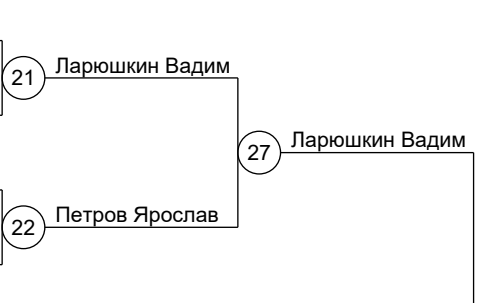 21 Ларюшкин Вадим
27 Ларюшкин Вадим
22 Петров Ярослав